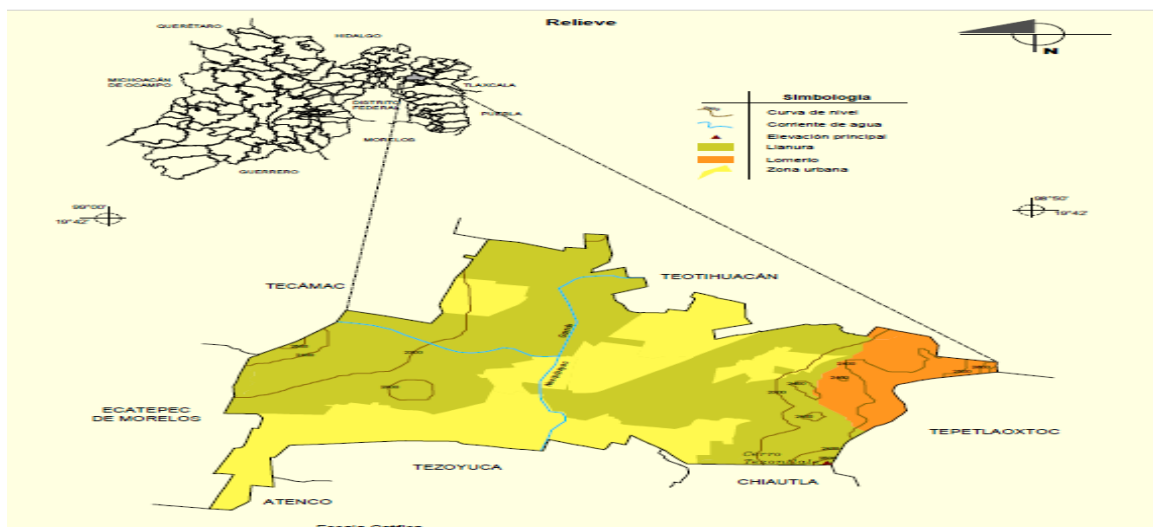 Relieve
QUERÉTARO
HIDALGO
MICHOACÁN
DE OCAMPO
TLAXCALA
DISTRITO
FEDERAL
PUEBLA
MORELOS
GUERRERO
N
Simbología
Curva de nivel
Corriente de agua
Elevación principal
Llanura
Lomerío
Zona urbana
99°00'
19°42'
98°50'
19°42'
TECÁMAC
TEOTIHUACÁN
ECATEPEC
DE MORELOS
TEPETLAOXTOC
Cerro
TEZOYUCA
CHIAUTLA
ATENCO